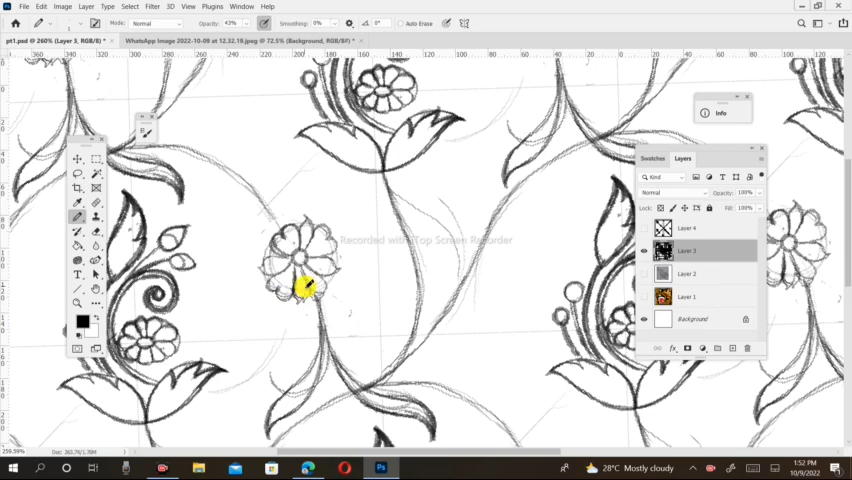 File Edit Image Layer Type Select Filter 3D View Plugins Window Help
Mode: Normal Opacity: 43% Smoothing: 0% 0° Auto Erase
pt1.psd @ 260% (Layer 3, RGB/8) * × WhatsApp Image 2022-10-09 at 12.32.19.jpeg @ 72.5% (Background, RGB/8#) * ×
Info
Swatches Layers
Kind
Normal Opacity: 100%
Lock: Fill: 100%
Layer 4
Recorded with iTop Screen Recorder
Layer 3
Layer 2
Layer 1
Background
259.59% Doc: 263.7K/1.70M
28°C Mostly cloudy
1:52 PM
10/9/2022